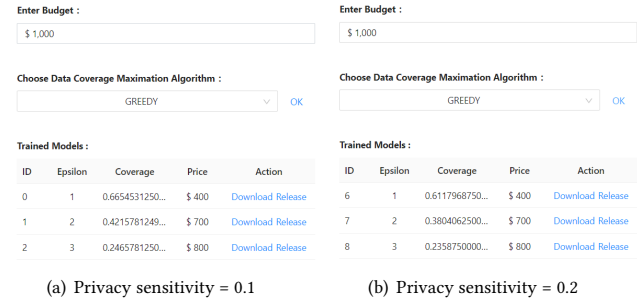 Enter Budget :
$ 1,000
Choose Data Coverage Maximation Algorithm :
GREEDY OK
Trained Models :
ID Epsilon Coverage Price Action
0 1 0.6654531250... $ 400 Download Release
1 2 0.4215781249... $ 700 Download Release
2 3 0.2465781250... $ 800 Download Release
(a) Privacy sensitivity = 0.1
Enter Budget :
$ 1,000
Choose Data Coverage Maximation Algorithm :
GREEDY OK
Trained Models :
ID Epsilon Coverage Price Action
6 1 0.6117968750... $ 400 Download Release
7 2 0.3804062500... $ 700 Download Release
8 3 0.2358750000... $ 800 Download Release
(b) Privacy sensitivity = 0.2